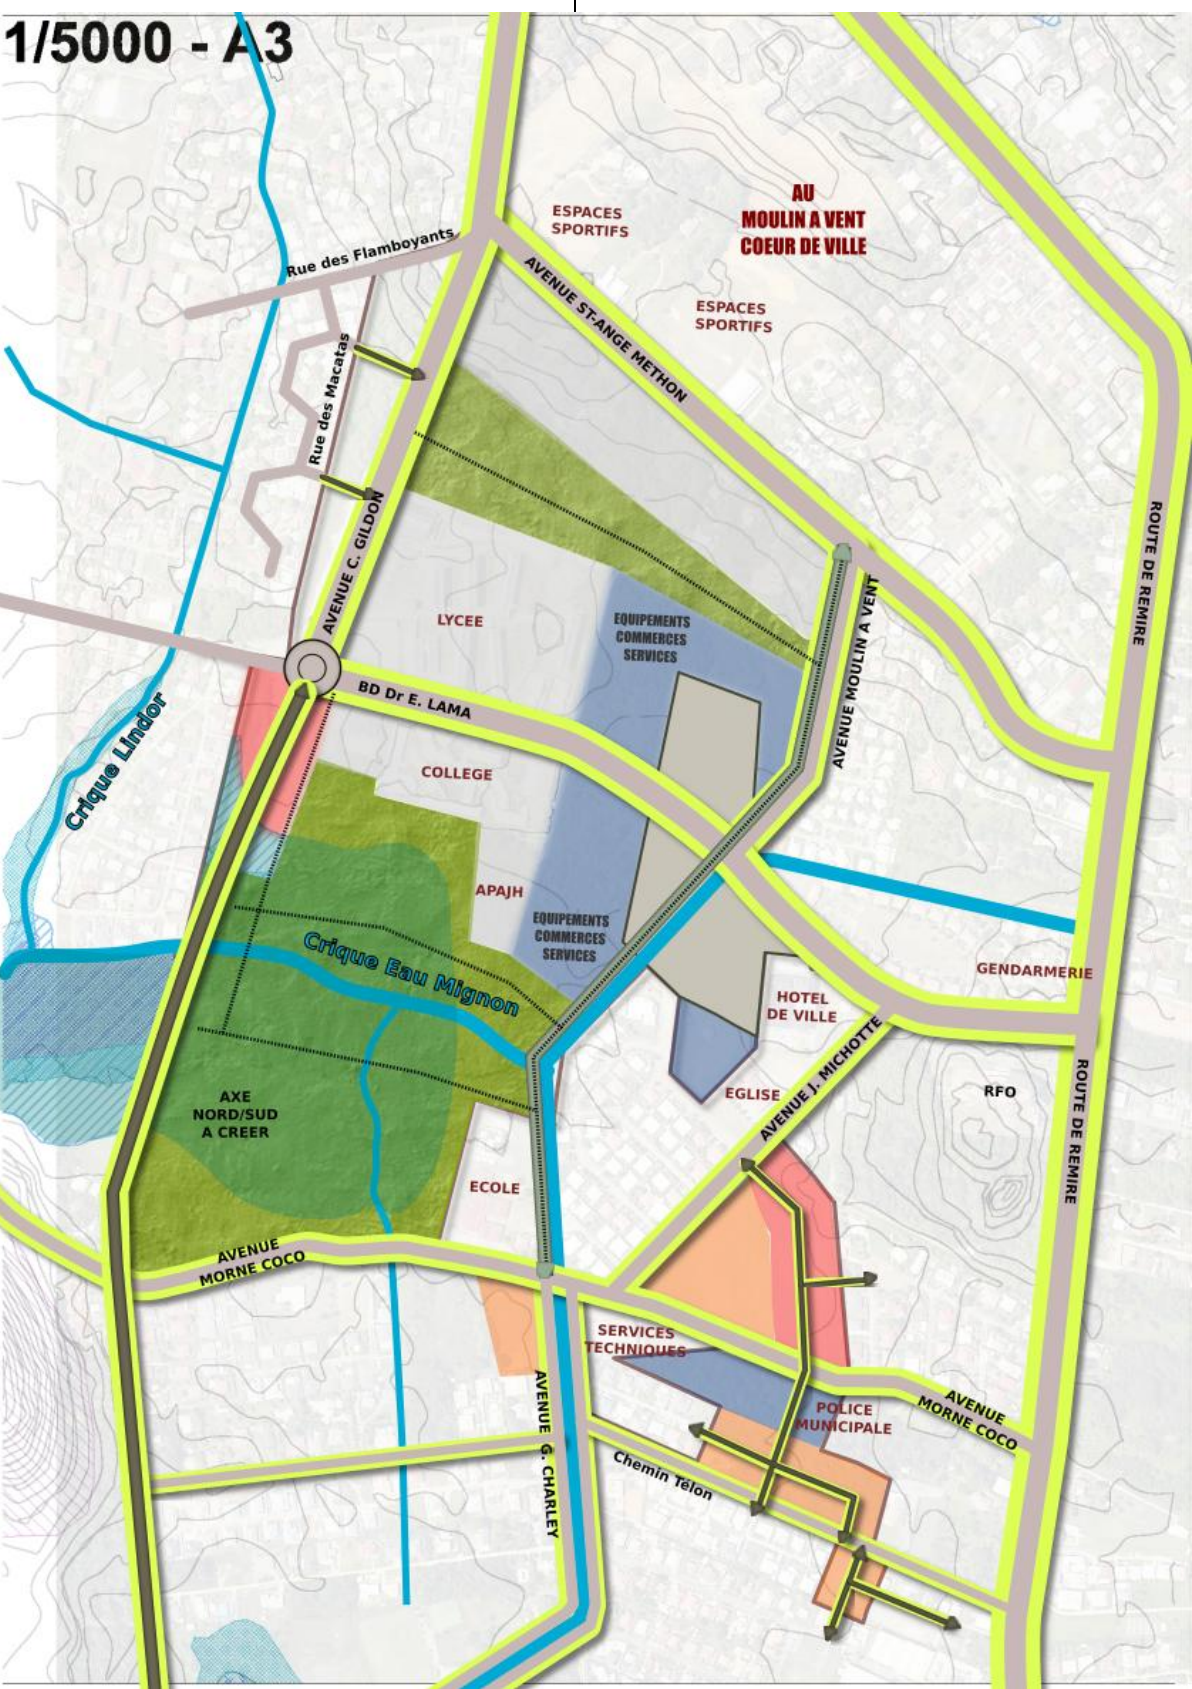 1/5000 - A3
AU
MOULIN A VENT
COEUR DE VILLE
ESPACES
SPORTIFS
Rue des Flamboyants
AVENUE ST-ANGE METHON
ESPACES
SPORTIFS
Rue des Macatas
AVENUE C. GILDON
ROUTE DE REMIRE
LYCEE
EQUIPEMENTS
COMMERCES
SERVICES
AVENUE MOULIN A VENT
BD Dr E. LAMA
Crique Lindor
COLLEGE
APAJH
EQUIPEMENTS
COMMERCES
SERVICES
Crique Eau Mignon
GENDARMERIE
HOTEL
DE VILLE
AVENUE J. MICHOTTE
EGLISE
RFO
ROUTE DE REMIRE
AXE
NORD/SUD
A CREER
ECOLE
AVENUE
MORNE COCO
SERVICES
TECHNIQUES
AVENUE G. CHARLEY
POLICE
MUNICIPALE
AVENUE
MORNE COCO
Chemin Télon